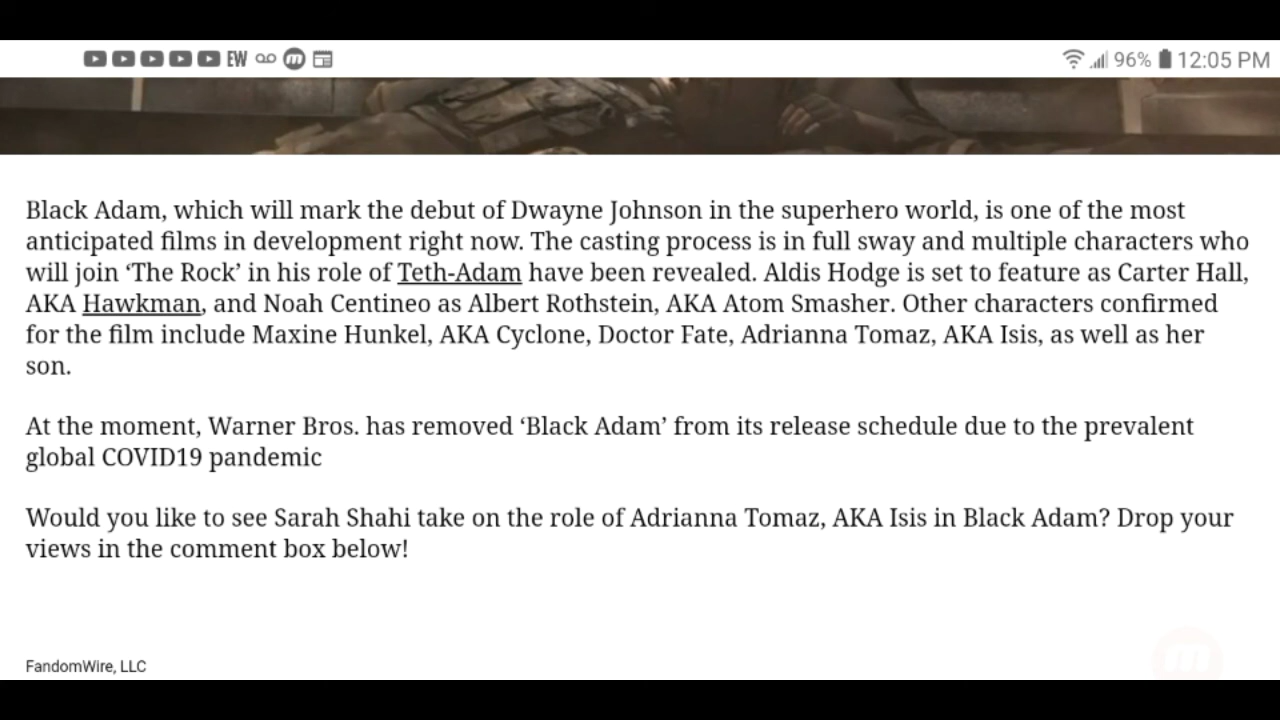 EW
96%
12:05 PM
Black Adam, which will mark the debut of Dwayne Johnson in the superhero world, is one of the most
anticipated films in development right now. The casting process is in full sway and multiple characters who
will join ‘The Rock’ in his role of Teth-Adam have been revealed. Aldis Hodge is set to feature as Carter Hall,
AKA Hawkman, and Noah Centineo as Albert Rothstein, AKA Atom Smasher. Other characters confirmed
for the film include Maxine Hunkel, AKA Cyclone, Doctor Fate, Adrianna Tomaz, AKA Isis, as well as her
son.
At the moment, Warner Bros. has removed ‘Black Adam’ from its release schedule due to the prevalent
global COVID19 pandemic
Would you like to see Sarah Shahi take on the role of Adrianna Tomaz, AKA Isis in Black Adam? Drop your
views in the comment box below!
FandomWire, LLC